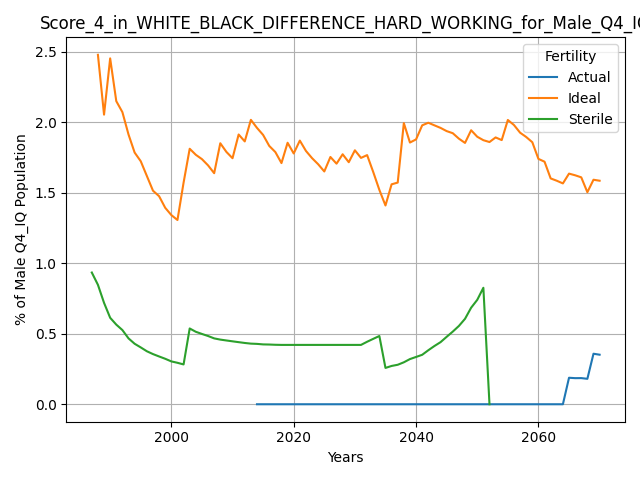 Score_4_in_WHITE_BLACK_DIFFERENCE_HARD_WORKING_for_Male_Q4_IQ
Fertility
Actual
Ideal
Sterile
% of Male Q4_IQ Population
2.5
2.0
1.5
1.0
0.5
0.0
2000 2020 2040 2060
Years